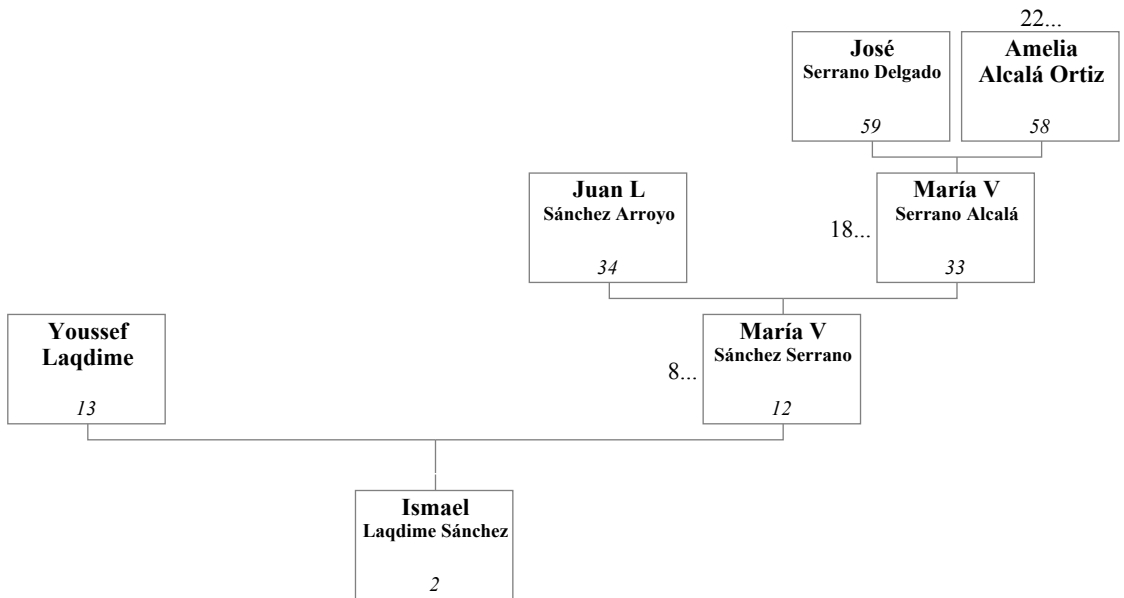 22...
José
Serrano Delgado
59
Amelia
Alcalá Ortiz
58
Juan L
Sánchez Arroyo
34
18...
María V
Serrano Alcalá
33
Youssef
Laqdime
13
8...
María V
Sánchez Serrano
12
Ismael
Laqdime Sánchez
2